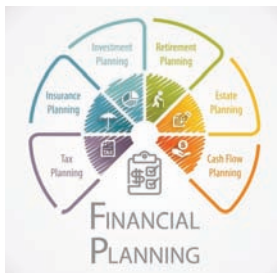 Investment
Planning
Retirement
Planning
Insurance
Planning
Estate
Planning
Tax
Planning
Cash Flow
Planning
FINANCIAL
PLANNING